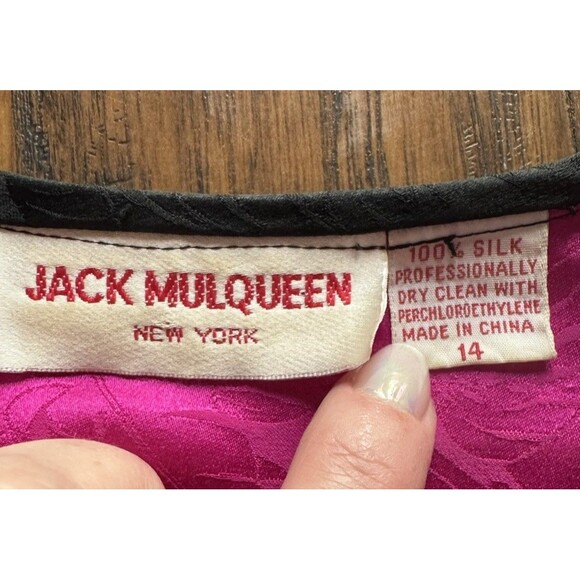 JACK MULQUEEN
NEW YORK
100% SILK
PROFESSIONALLY
DRY CLEAN WITH
PERCHLOROETHYLENE
MADE IN CHINA
14